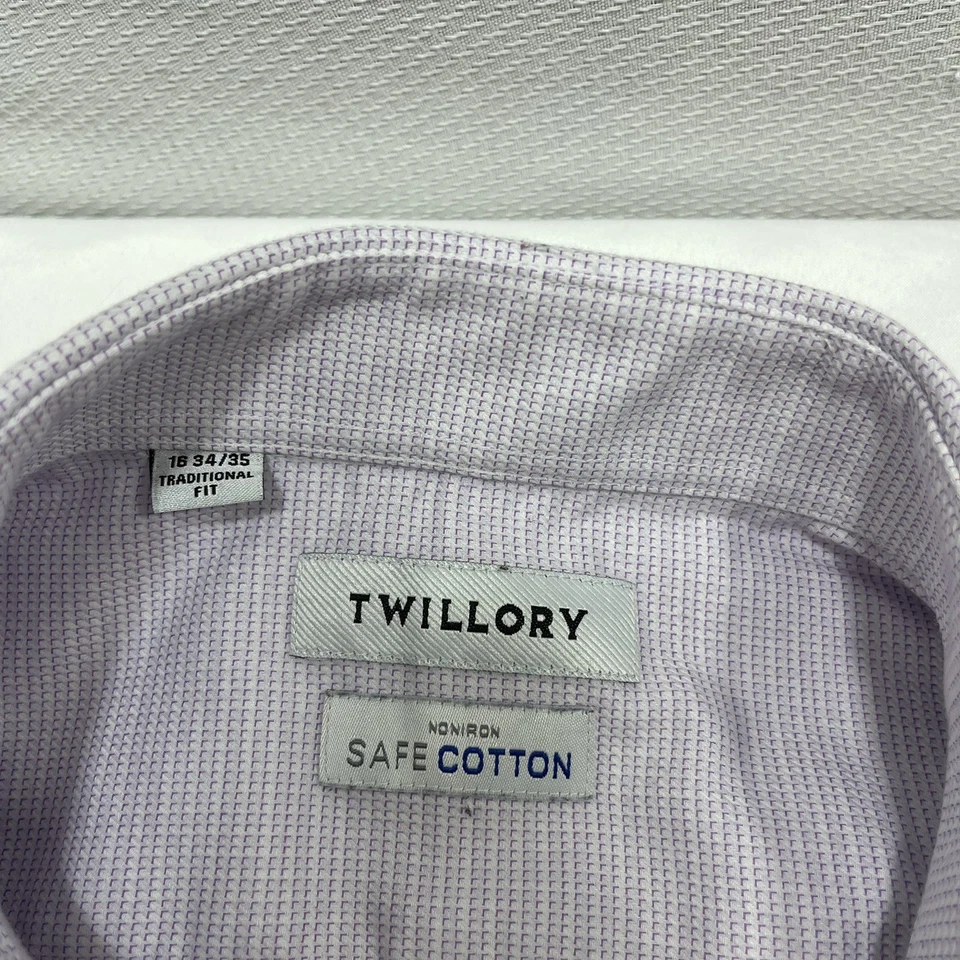 16 34/35
TRADITIONAL
FIT
TWILLORY
NONIRON
SAFE COTTON